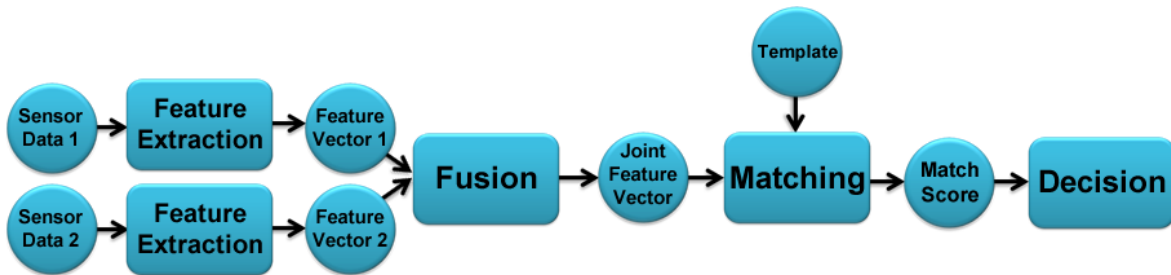 Template
Sensor
Data 1
Feature
Extraction
Feature
Vector 1
Fusion
Joint
Feature
Vector
Matching
Match
Score
Decision
Sensor
Data 2
Feature
Extraction
Feature
Vector 2